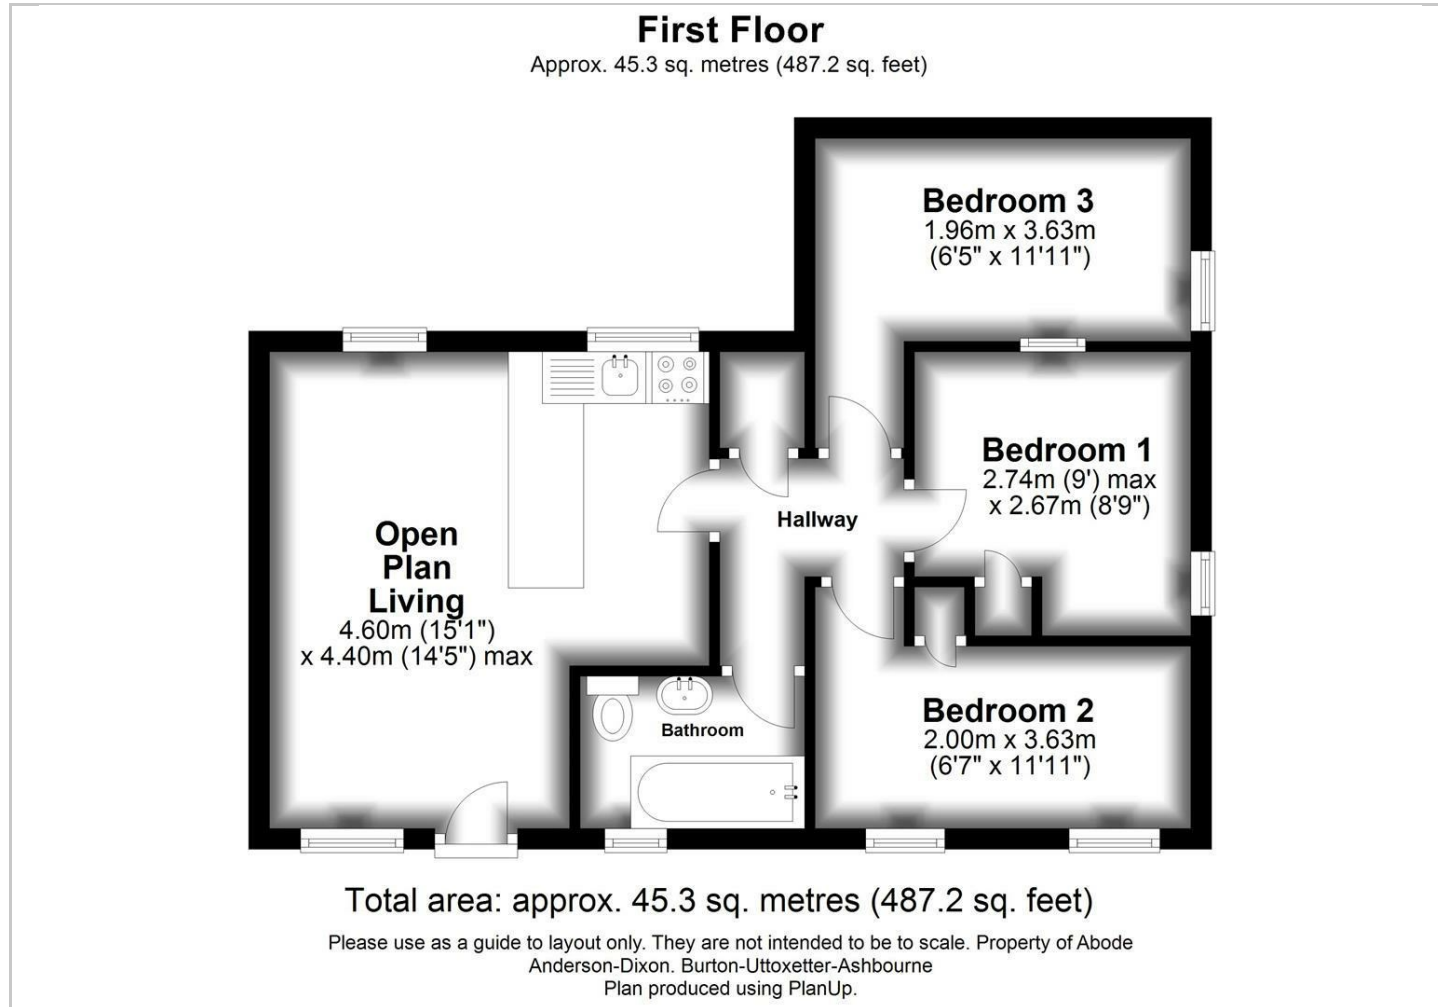 First Floor
Approx. 45.3 sq. metres (487.2 sq. feet)
Bedroom 3
1.96m x 3.63m
(6'5" x 11'11")
Bedroom 1
2.74m (9') max
x 2.67m (8'9")
Hallway
Open
Plan
Living
4.60m (15'1")
x 4.40m (14'5") max
Bathroom
Bedroom 2
2.00m x 3.63m
(6'7" x 11'11")
Total area: approx. 45.3 sq. metres (487.2 sq. feet)
Please use as a guide to layout only. They are not intended to be to scale. Property of Abode
Anderson-Dixon. Burton-Uttoxetter-Ashbourne
Plan produced using PlanUp.